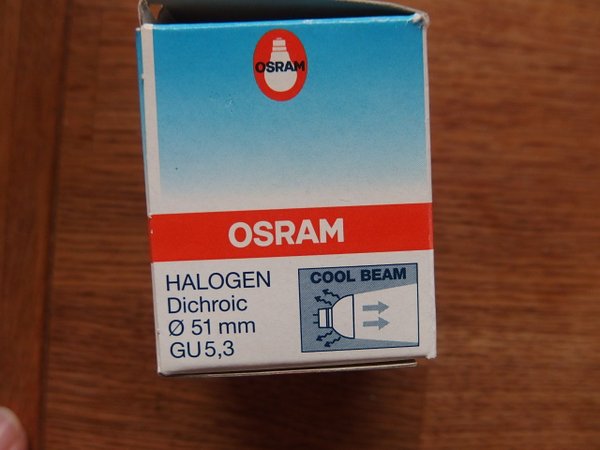 OSRAM
OSRAM
HALOGEN
Dichroic
Ø 51 mm
GU5,3
COOL BEAM